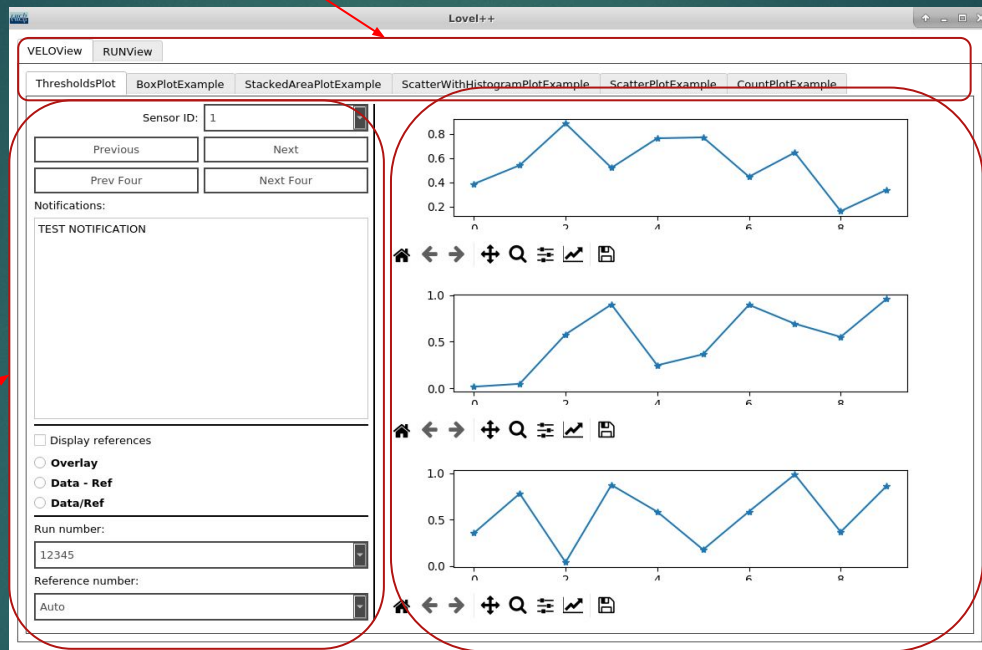 Lovel++
VELOView RUNView
ThresholdsPlot BoxPlotExample StackedAreaPlotExample ScatterWithHistogramPlotExample ScatterPlotExample CountPlotExample
Sensor ID: 1
Previous Next
Prev Four Next Four
Notifications:
TEST NOTIFICATION
Display references
Overlay
Data - Ref
Data/Ref
Run number:
12345
Reference number:
Auto
0.8
0.6
0.4
0.2
0 2 4 6 8
1.0
0.5
0.0
0 2 4 6 8
1.0
0.5
0.0
0 2 4 6 8